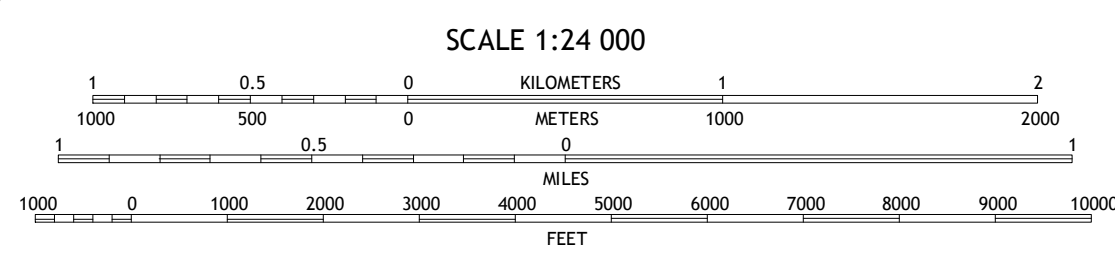 SCALE 1:24 000
1 0.5 0 KILOMETERS 1 2
1000 500 0 METERS 1000 2000
1 0.5 0 1
MILES
1000 0 1000 2000 3000 4000 5000 6000 7000 8000 9000 10000
FEET